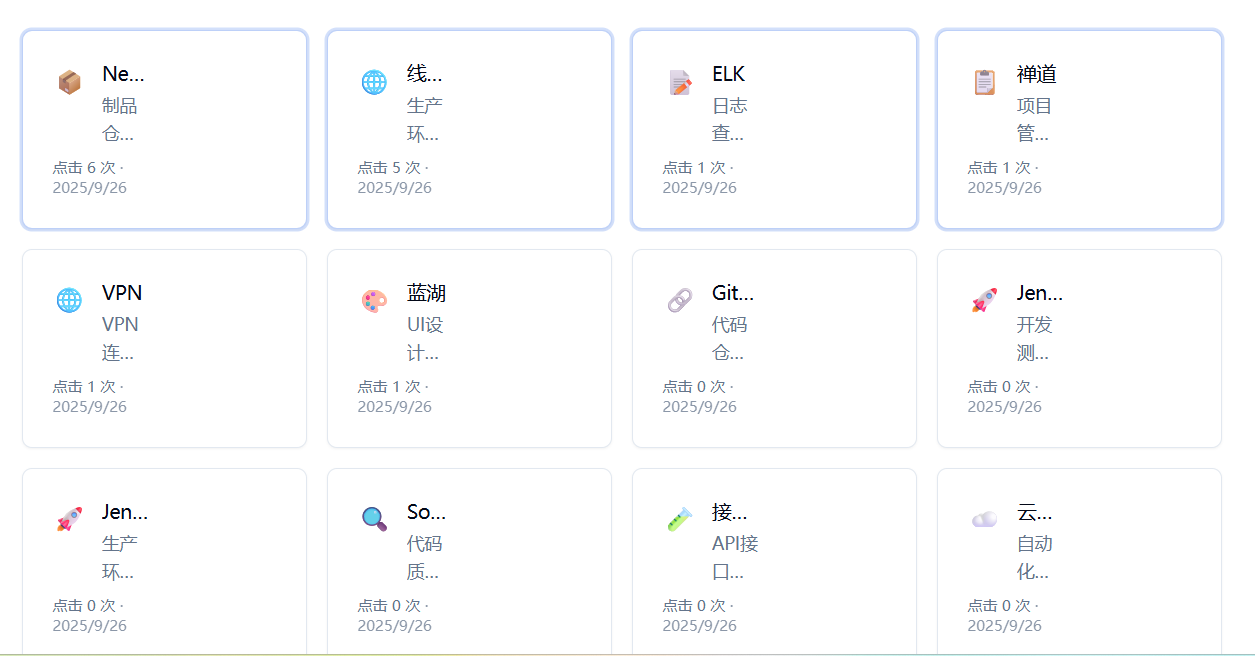 Ne...
制品
仓...
点击 6 次 ·
2025/9/26
线...
生产
环...
点击 5 次 ·
2025/9/26
ELK
日志
查...
点击 1 次 ·
2025/9/26
禅道
项目
管...
点击 1 次 ·
2025/9/26
VPN
VPN
连...
点击 1 次 ·
2025/9/26
蓝湖
UI设
计...
点击 1 次 ·
2025/9/26
Git...
代码
仓...
点击 0 次 ·
2025/9/26
Jen...
开发
测...
点击 0 次 ·
2025/9/26
Jen...
生产
环...
点击 0 次 ·
2025/9/26
So...
代码
质...
点击 0 次 ·
2025/9/26
接...
API接
口...
点击 0 次 ·
2025/9/26
云...
自动
化...
点击 0 次 ·
2025/9/26